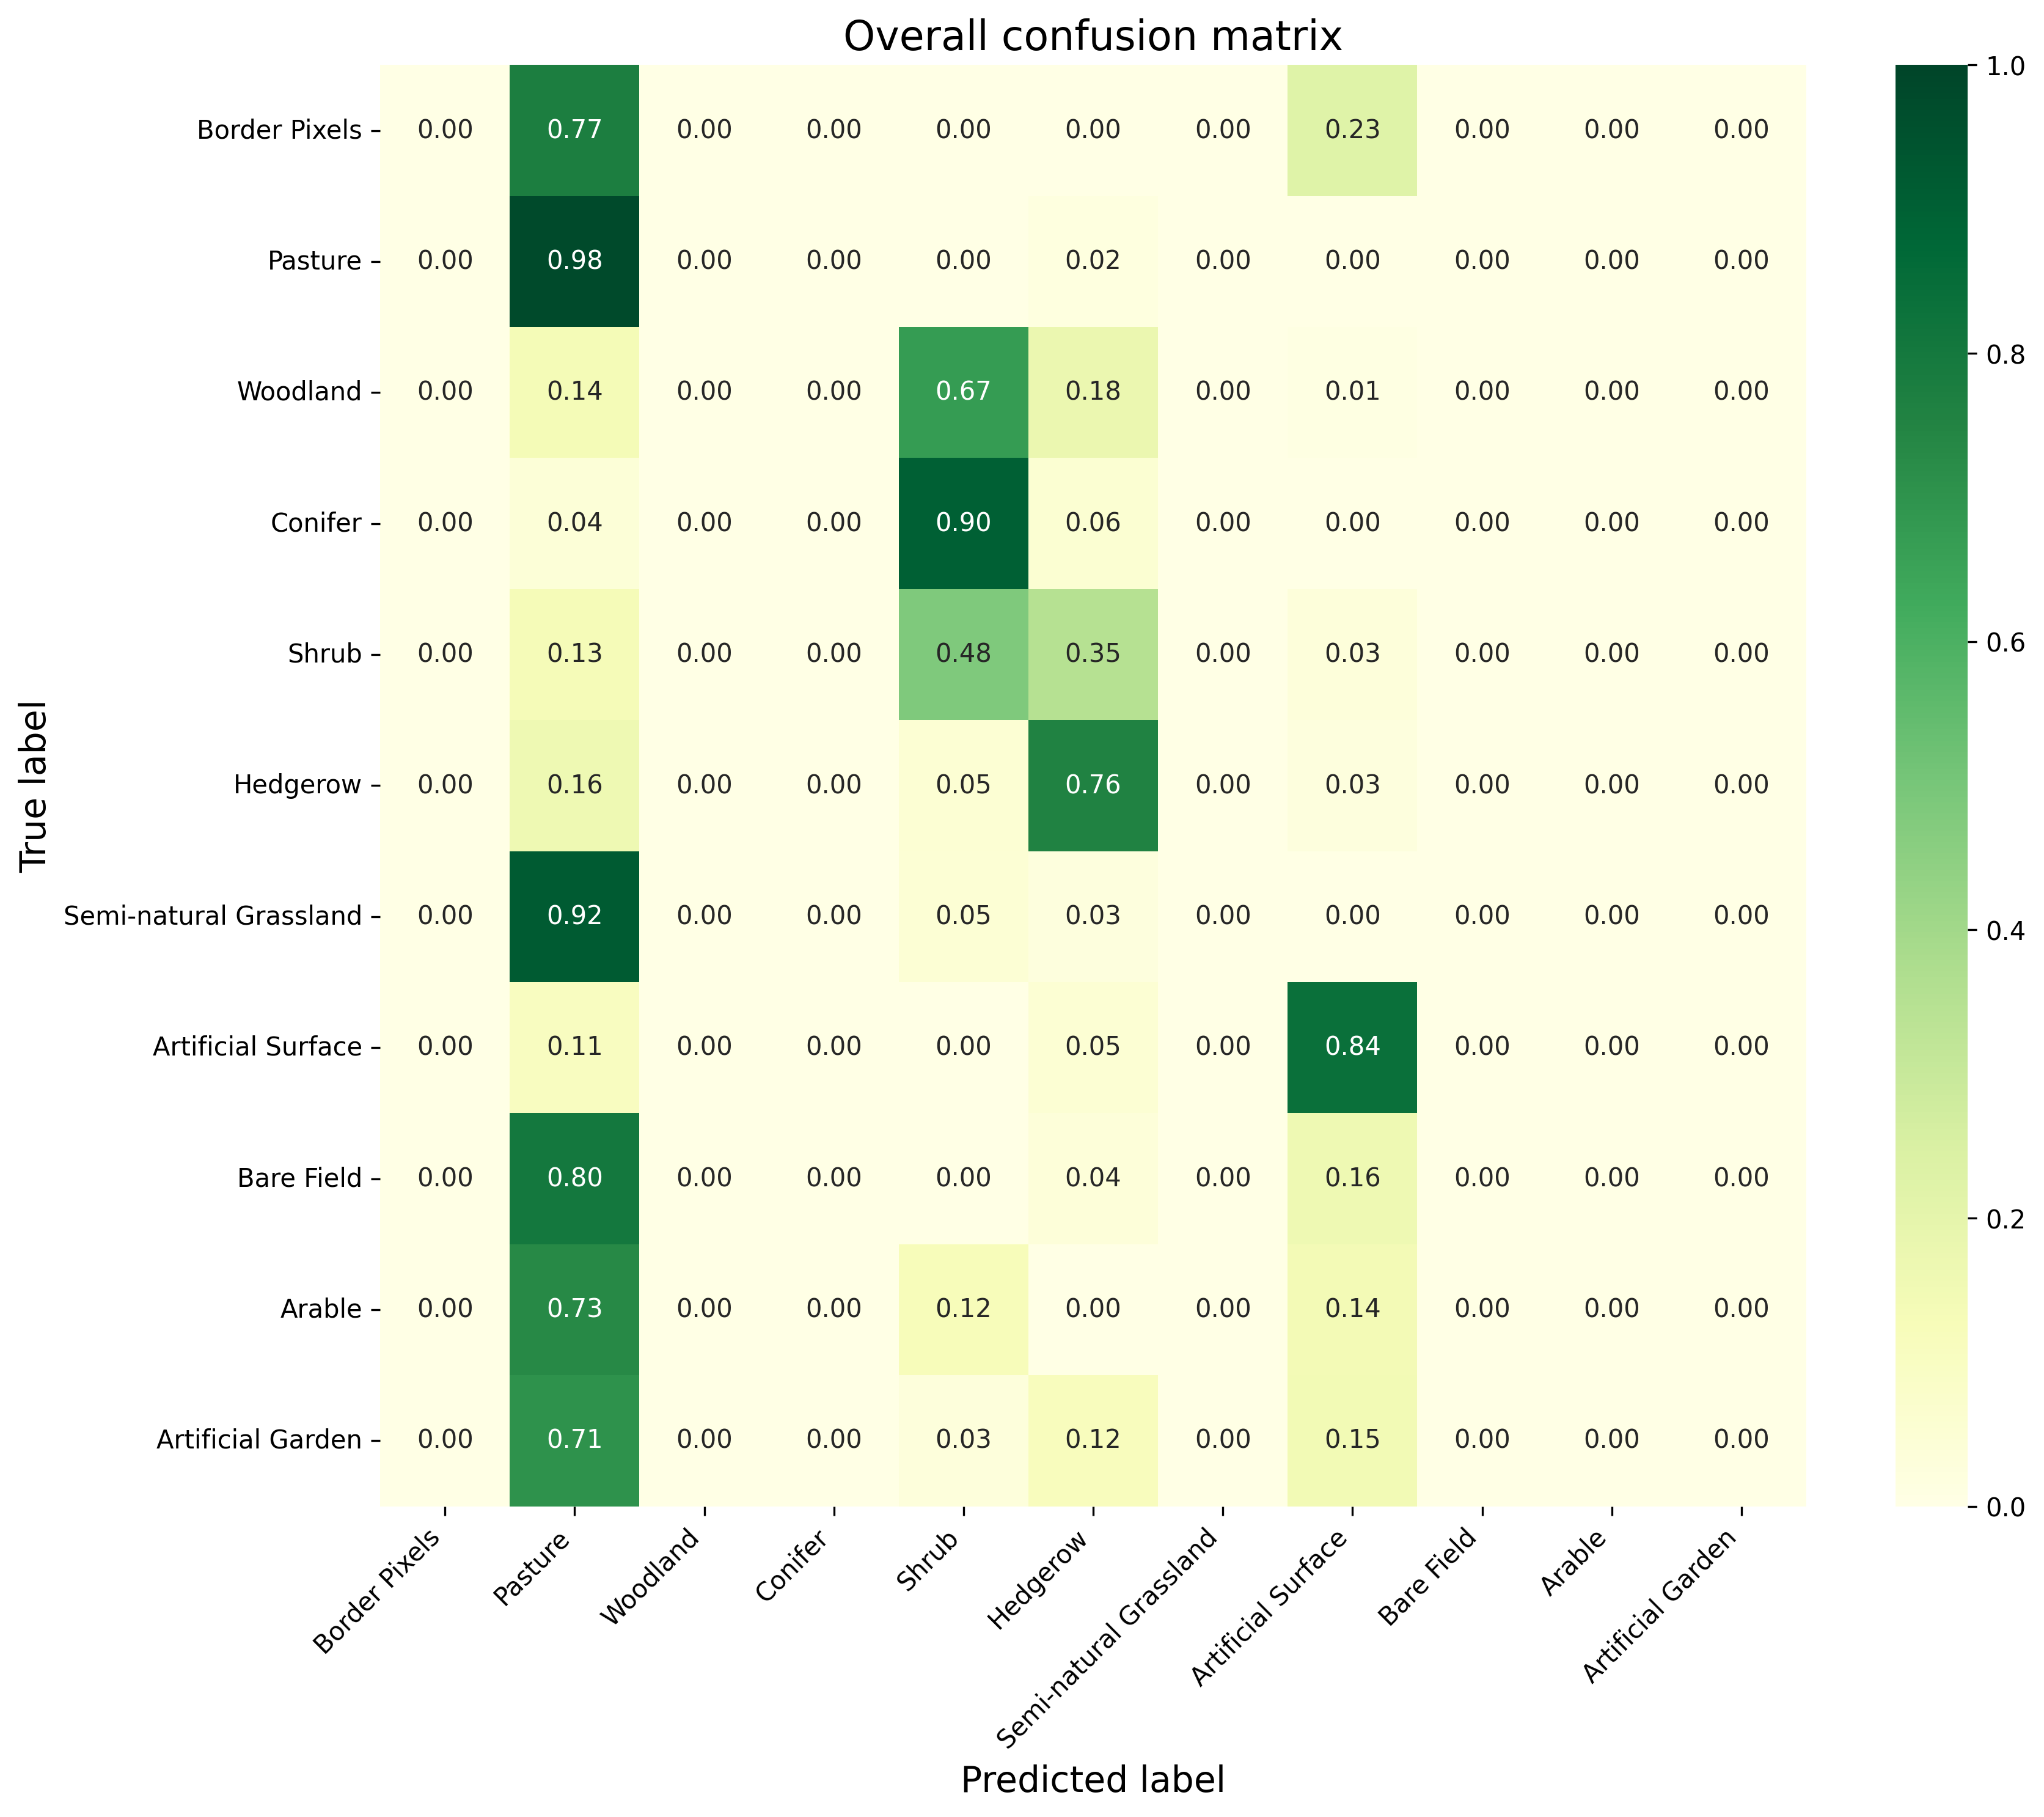 Overall confusion matrix
True label
Border Pixels 0.00 0.77 0.00 0.00 0.00 0.00 0.00 0.23 0.00 0.00 0.00
Pasture 0.00 0.98 0.00 0.00 0.00 0.02 0.00 0.00 0.00 0.00 0.00
Woodland 0.00 0.14 0.00 0.00 0.67 0.18 0.00 0.01 0.00 0.00 0.00
Conifer 0.00 0.04 0.00 0.00 0.90 0.06 0.00 0.00 0.00 0.00 0.00
Shrub 0.00 0.13 0.00 0.00 0.48 0.35 0.00 0.03 0.00 0.00 0.00
Hedgerow 0.00 0.16 0.00 0.00 0.05 0.76 0.00 0.03 0.00 0.00 0.00
Semi-natural Grassland 0.00 0.92 0.00 0.00 0.05 0.03 0.00 0.00 0.00 0.00 0.00
Artificial Surface 0.00 0.11 0.00 0.00 0.00 0.05 0.00 0.84 0.00 0.00 0.00
Bare Field 0.00 0.80 0.00 0.00 0.00 0.04 0.00 0.16 0.00 0.00 0.00
Arable 0.00 0.73 0.00 0.00 0.12 0.00 0.00 0.14 0.00 0.00 0.00
Artificial Garden 0.00 0.71 0.00 0.00 0.03 0.12 0.00 0.15 0.00 0.00 0.00
Border Pixels
Pasture
Woodland
Conifer
Shrub
Hedgerow
Semi-natural Grassland
Artificial Surface
Bare Field
Arable
Artificial Garden
Predicted label
1.0
0.8
0.6
0.4
0.2
0.0